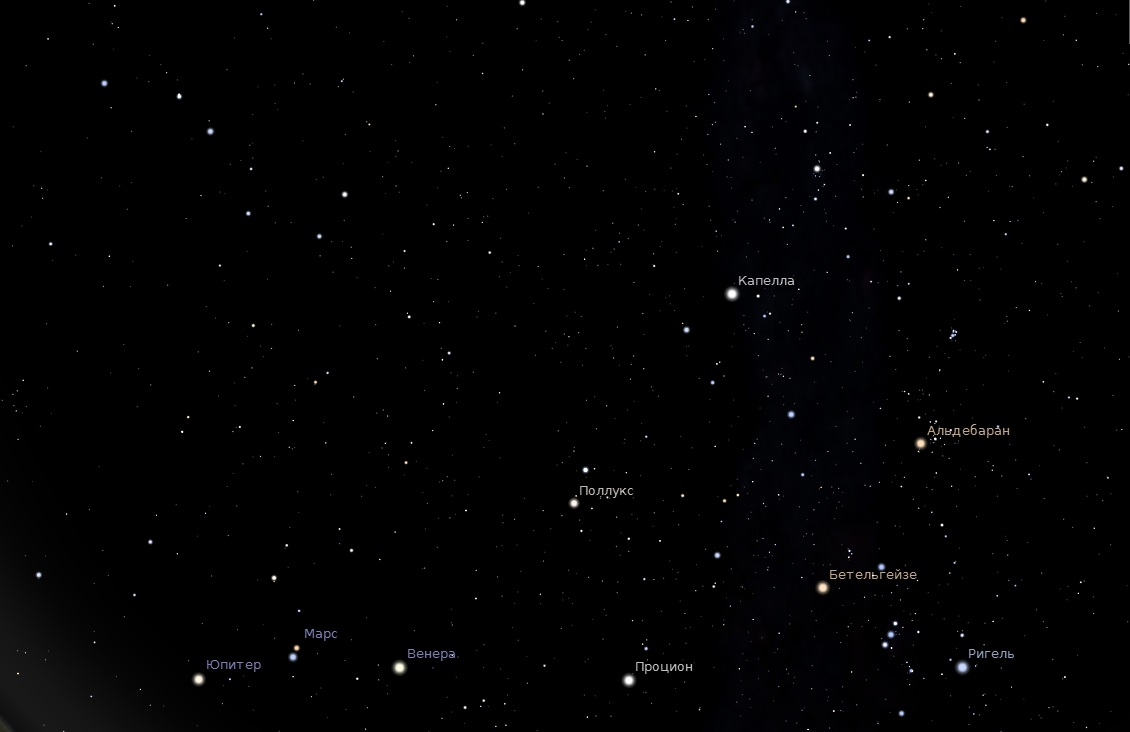 Капелла
Альдебаран
Поллукс
Бетельгейзе
Марс
Венера
Ригель
Юпитер
Процион